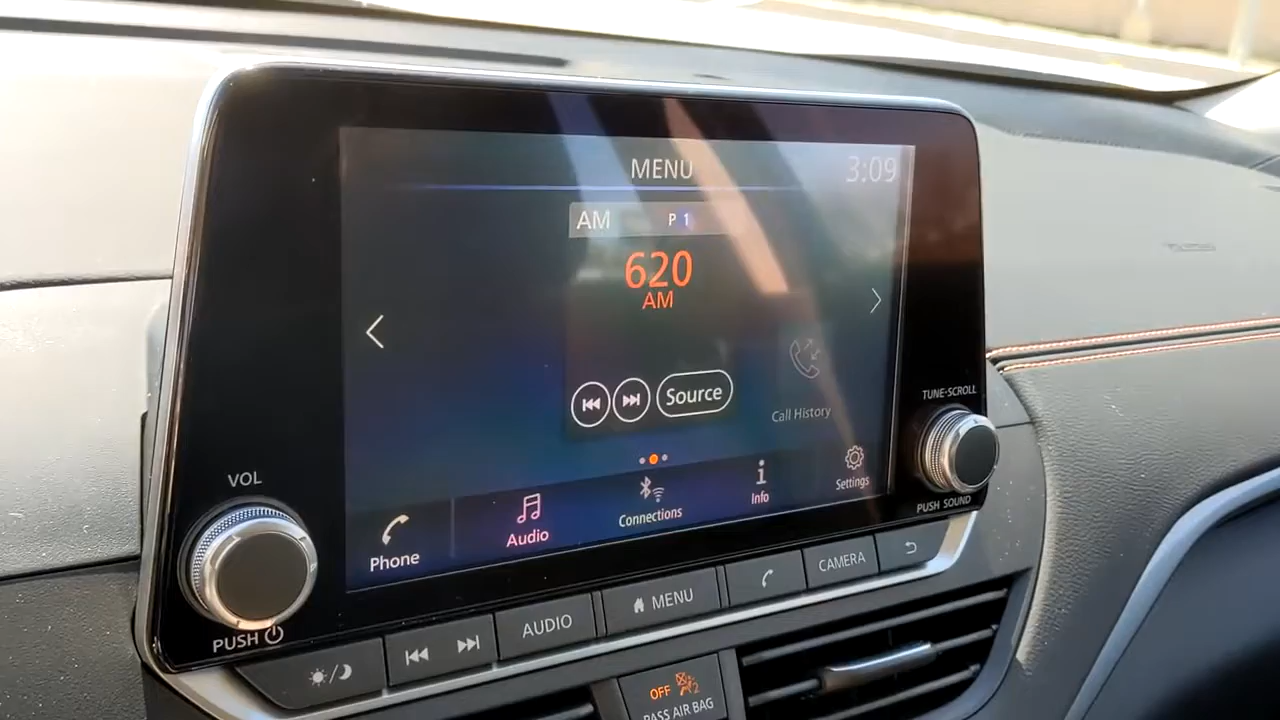 MENU
3:09
AM P 1
620
AM
Source
Call History
Phone
Audio
Connections
Info
Settings
VOL
PUSH
TUNE·SCROLL
PUSH SOUND
AUDIO
MENU
CAMERA
OFF 2
PASS AIR BAG